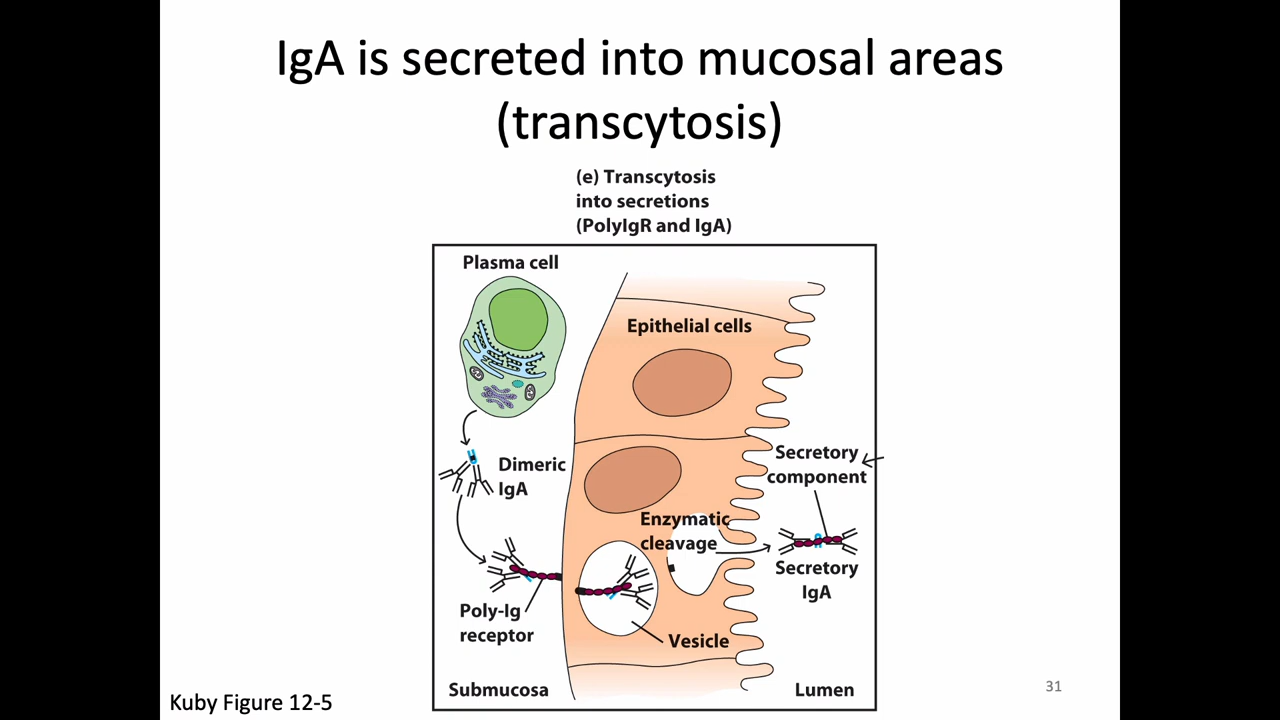 IgA is secreted into mucosal areas
(transcytosis)
(e) Transcytosis
into secretions
(PolyIgR and IgA)
Plasma cell
Epithelial cells
Dimeric
IgA
Secretory
component
Enzymatic
cleavage
Secretory
IgA
Poly-Ig
receptor
Vesicle
Submucosa
Lumen
Kuby Figure 12-5
31